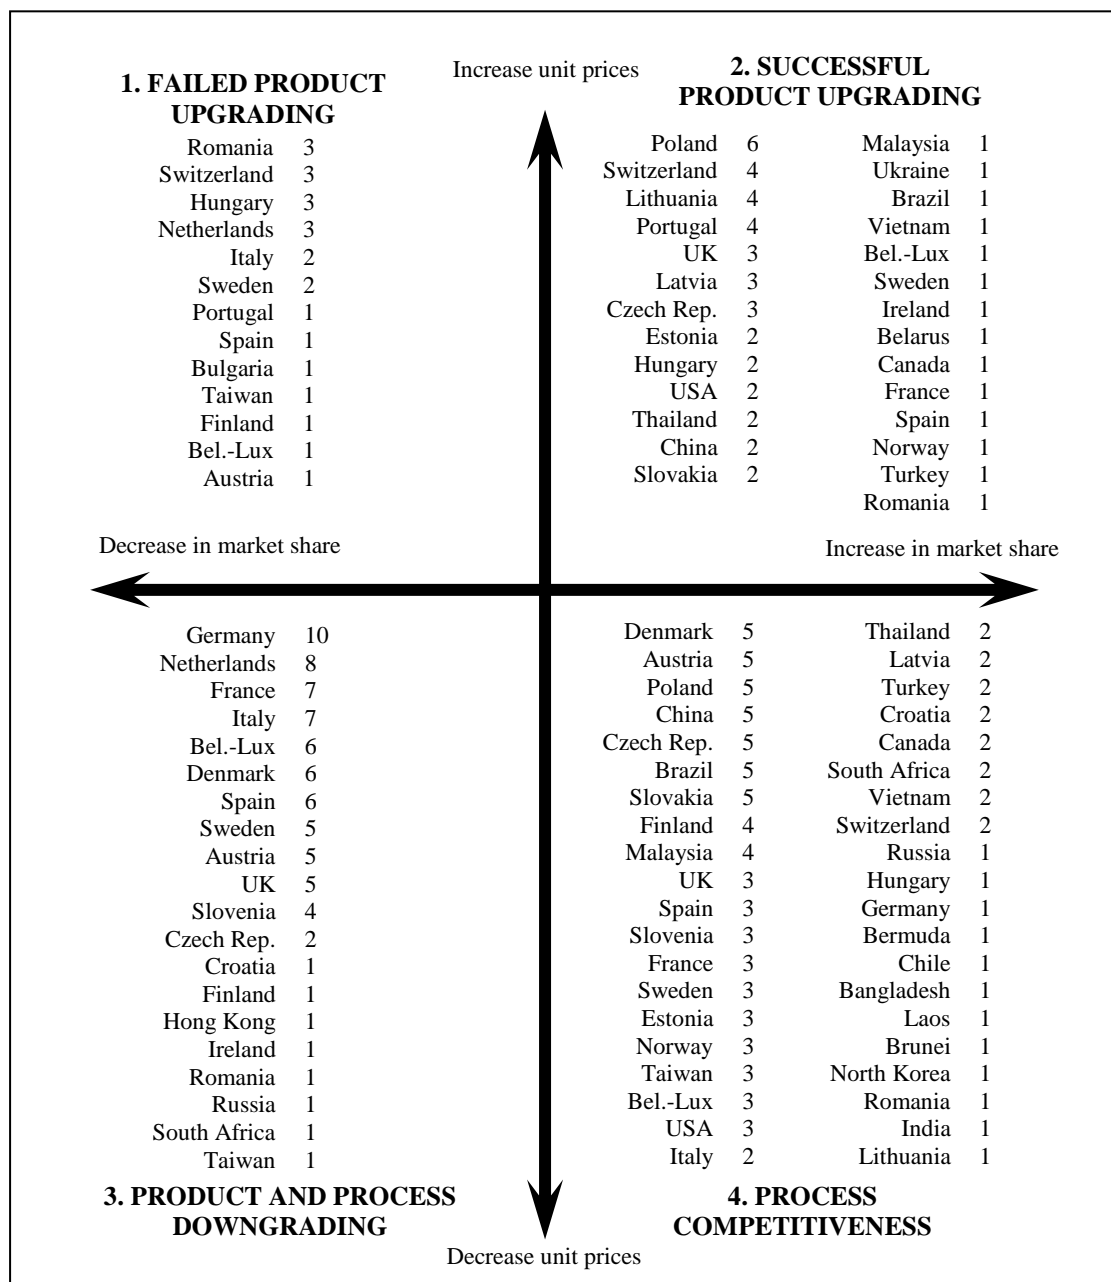 Increase unit prices
1. FAILED PRODUCT
UPGRADING
Romania 3
Switzerland 3
Hungary 3
Netherlands 3
Italy 2
Sweden 2
Portugal 1
Spain 1
Bulgaria 1
Taiwan 1
Finland 1
Bel.-Lux 1
Austria 1
2. SUCCESSFUL
PRODUCT UPGRADING
Poland 6
Switzerland 4
Lithuania 4
Portugal 4
UK 3
Latvia 3
Czech Rep. 3
Estonia 2
Hungary 2
USA 2
Thailand 2
China 2
Slovakia 2
Malaysia 1
Ukraine 1
Brazil 1
Vietnam 1
Bel.-Lux 1
Sweden 1
Ireland 1
Belarus 1
Canada 1
France 1
Spain 1
Norway 1
Turkey 1
Romania 1
Decrease in market share
Increase in market share
Germany 10
Netherlands 8
France 7
Italy 7
Bel.-Lux 6
Denmark 6
Spain 6
Sweden 5
Austria 5
UK 5
Slovenia 4
Czech Rep. 2
Croatia 1
Finland 1
Hong Kong 1
Ireland 1
Romania 1
Russia 1
South Africa 1
Taiwan 1
3. PRODUCT AND PROCESS
DOWNGRADING
Denmark 5
Austria 5
Poland 5
China 5
Czech Rep. 5
Brazil 5
Slovakia 5
Finland 4
Malaysia 4
UK 3
Spain 3
Slovenia 3
France 3
Sweden 3
Estonia 3
Norway 3
Taiwan 3
Bel.-Lux 3
USA 3
Italy 2
Thailand 2
Latvia 2
Turkey 2
Croatia 2
Canada 2
South Africa 2
Vietnam 2
Switzerland 2
Russia 1
Hungary 1
Germany 1
Bermuda 1
Chile 1
Bangladesh 1
Laos 1
Brunei 1
North Korea 1
Romania 1
India 1
Lithuania 1
4. PROCESS
COMPETITIVENESS
Decrease unit prices